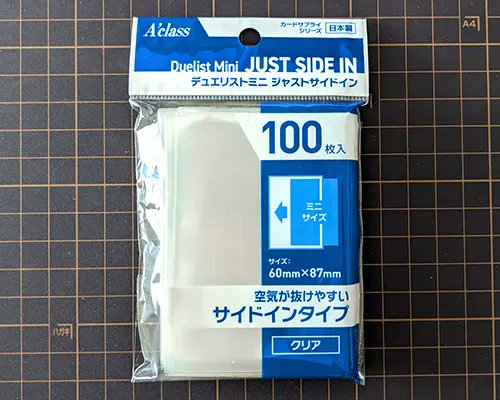 A'class
カードサプライ
シリーズ
日本製
Duelist Mini JUST SIDE IN
デュエリストミニ ジャストサイドイン
100枚入
ミニ
サイズ
サイズ:
60mm×87mm
空気が抜けやすい
サイドインタイプ
クリア
A4
ハガキ